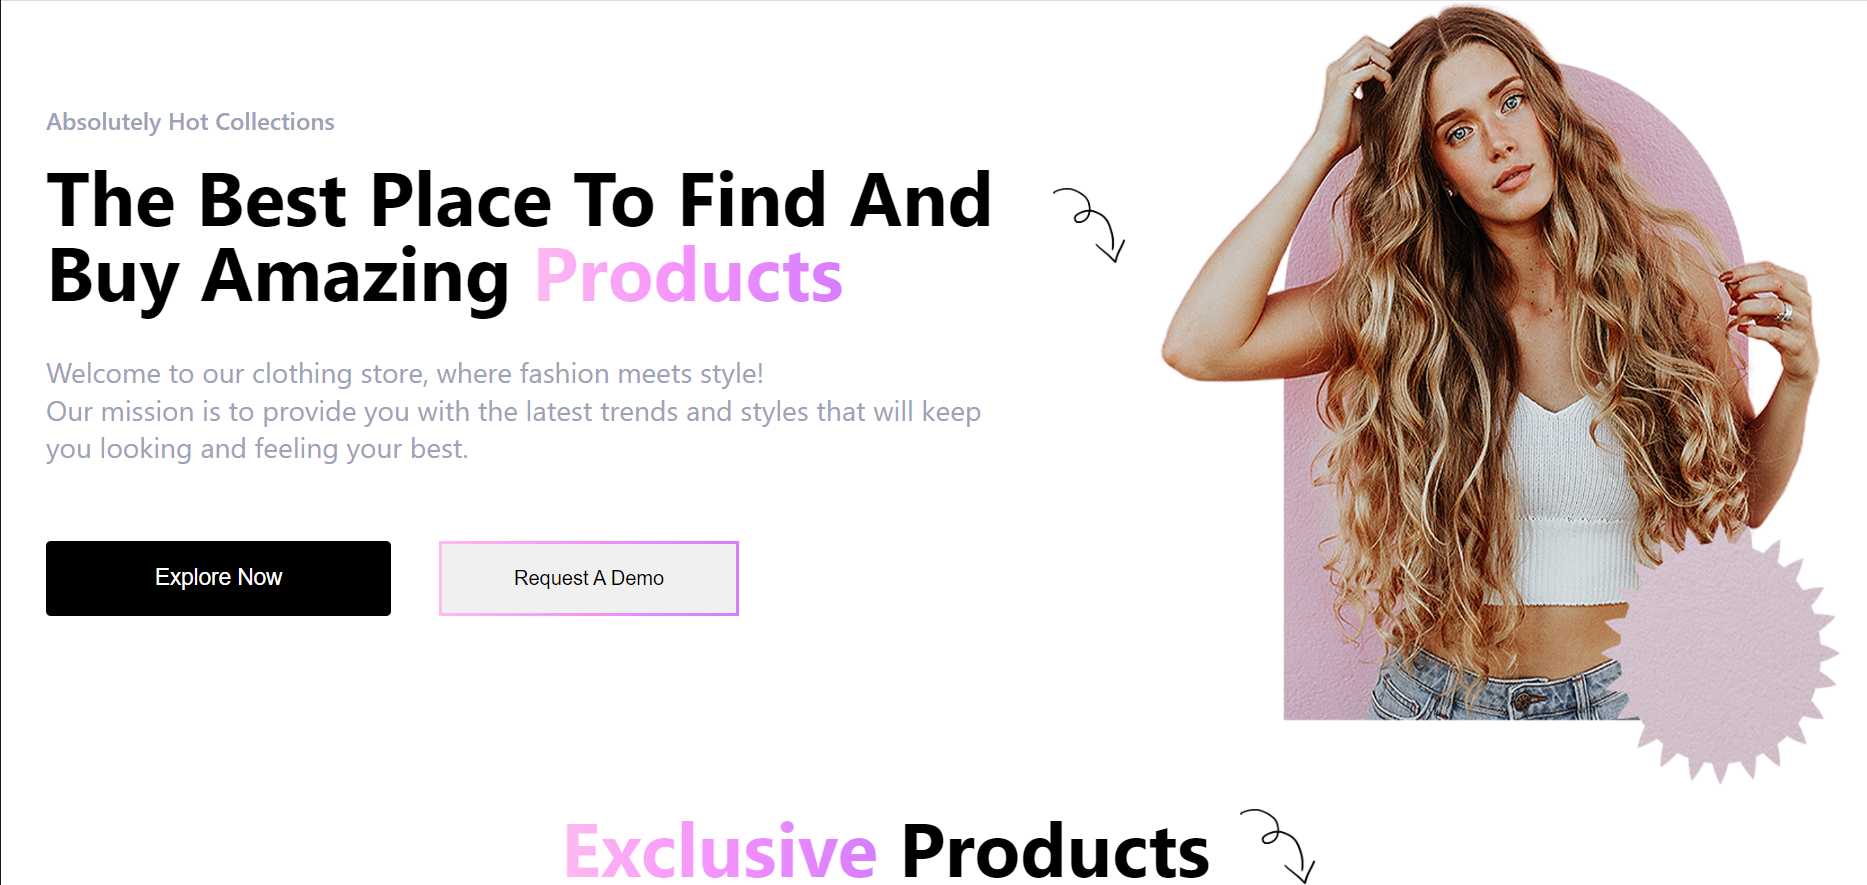 Absolutely Hot Collections
The Best Place To Find And
Buy Amazing Products
Welcome to our clothing store, where fashion meets style!
Our mission is to provide you with the latest trends and styles that will keep
you looking and feeling your best.
Explore Now
Request A Demo
Exclusive Products